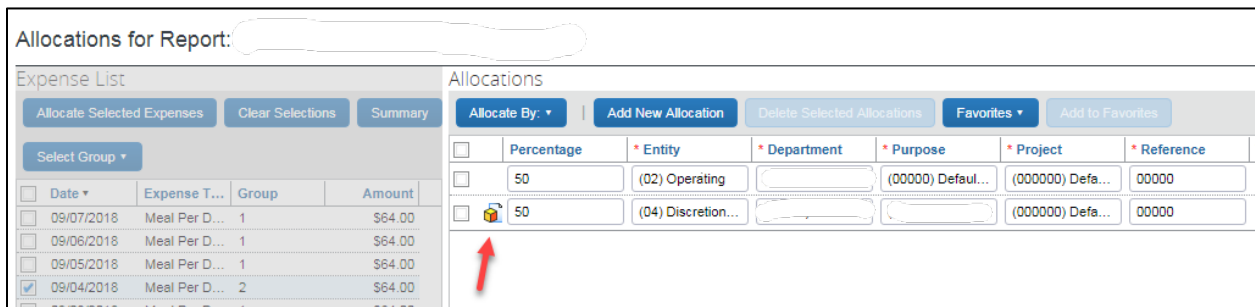 Allocations for Report:
Expense List
Allocate Selected Expenses Clear Selections Summary
Select Group
Date Expense T... Group Amount
09/07/2018 Meal Per D... 1 $64.00
09/06/2018 Meal Per D... 1 $64.00
09/05/2018 Meal Per D... 1 $64.00
09/04/2018 Meal Per D... 2 $64.00
Allocations
Allocate By: | Add New Allocation Delete Selected Allocations Favorites Add to Favorites
Percentage * Entity * Department * Purpose * Project * Reference
50 (02) Operating (00000) Defaul... (000000) Defa... 00000
50 (04) Discretion... (000000) Defa... 00000